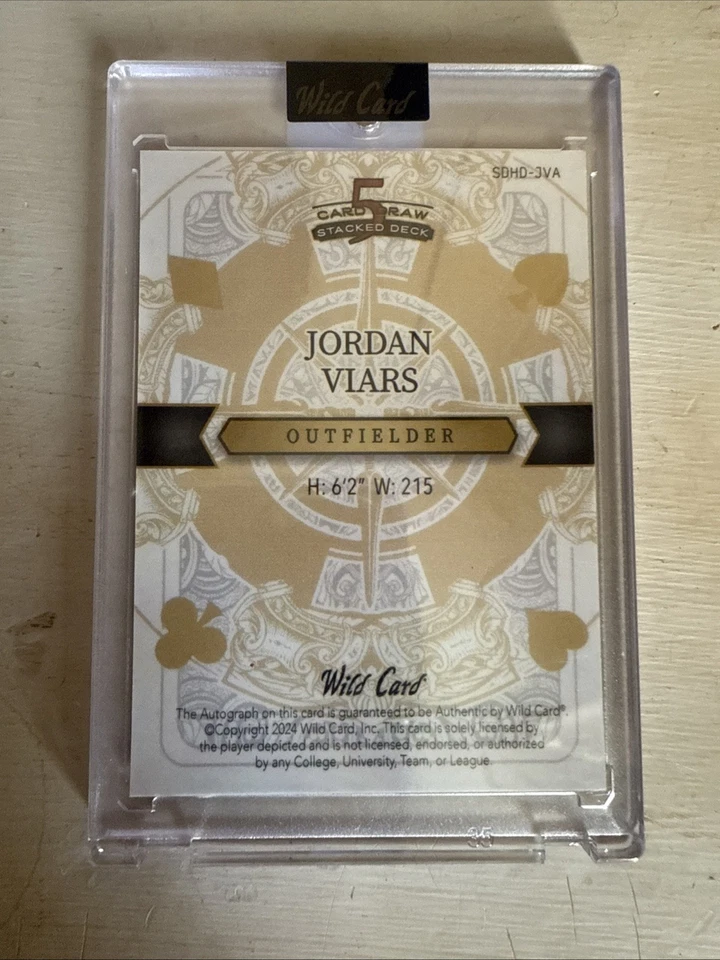 Wild Card
SDHD-JVA
5
CARD DRAW
STACKED DECK
JORDAN
VIARS
OUTFIELDER
H: 6'2" W: 215
Wild Card
The Autograph on this card is guaranteed to be Authentic by Wild Card®.
©Copyright 2024 Wild Card, Inc. This card is solely licensed by
the player depicted and is not licensed, endorsed, or authorized
by any College, University, Team, or League.
35